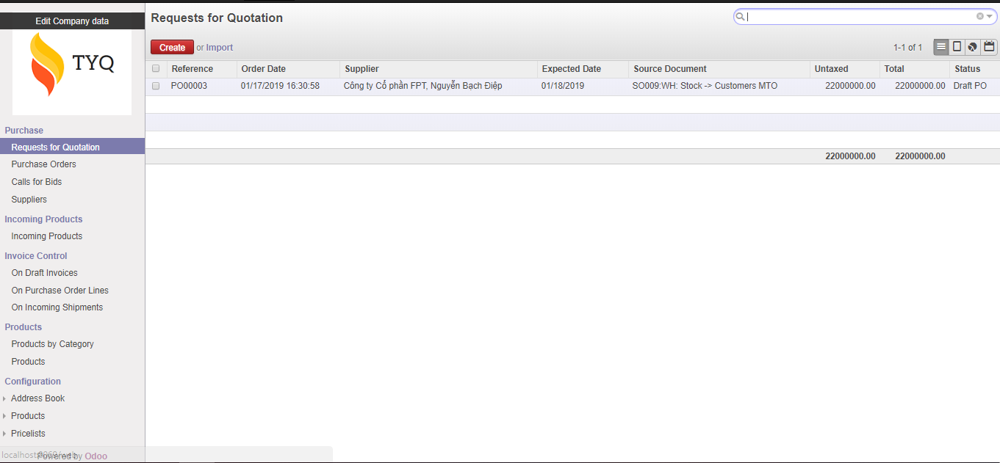 Edit Company data
TYQ
Purchase
Requests for Quotation
Purchase Orders
Calls for Bids
Suppliers
Incoming Products
Incoming Products
Invoice Control
On Draft Invoices
On Purchase Order Lines
On Incoming Shipments
Products
Products by Category
Products
Configuration
Address Book
Products
Pricelists
Powered by Odoo
Requests for Quotation
Create or Import
1-1 of 1
Reference Order Date Supplier Expected Date Source Document Untaxed Total Status
PO00003 01/17/2019 16:30:58 Công ty Cổ phần FPT, Nguyễn Bạch Điệp 01/18/2019 SO009:WH: Stock -> Customers MTO 22000000.00 22000000.00 Draft PO
22000000.00 22000000.00